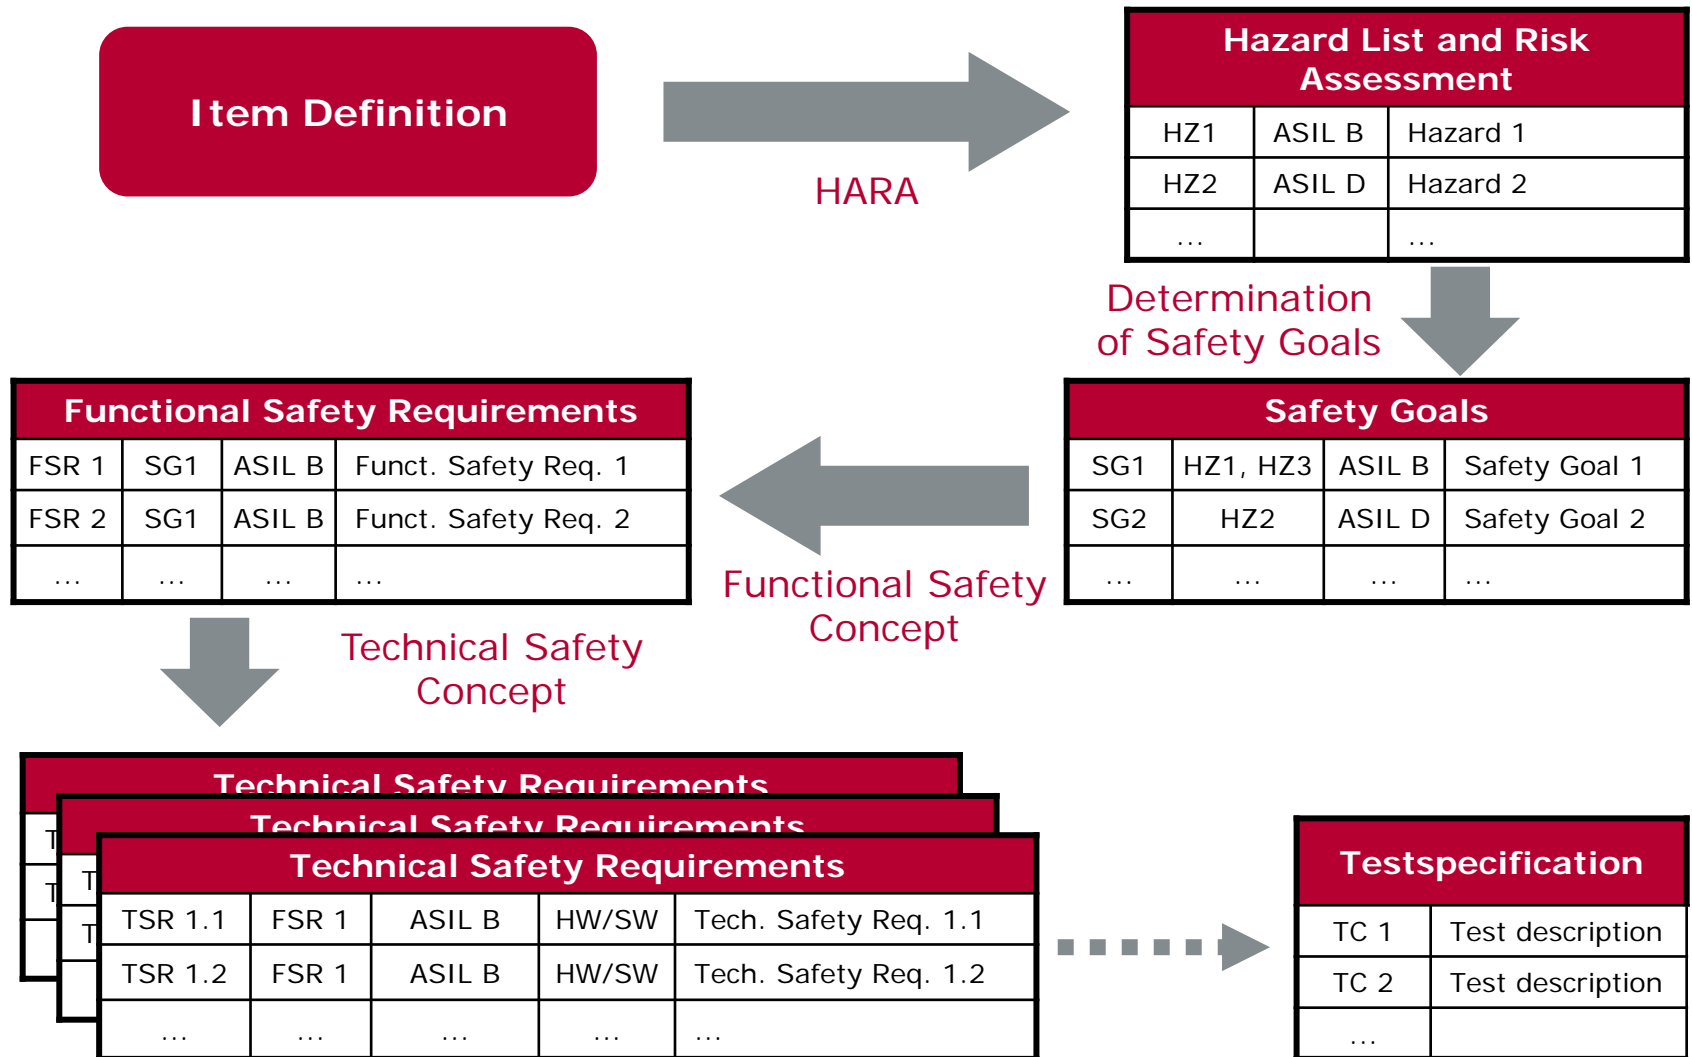 Item Definition
HARA
Hazard List and Risk
Assessment
HZ1 ASIL B Hazard 1
HZ2 ASIL D Hazard 2
... ...
Determination
of Safety Goals
Safety Goals
SG1 HZ1, HZ3 ASIL B Safety Goal 1
SG2 HZ2 ASIL D Safety Goal 2
... ... ... ...
Functional Safety
Concept
Functional Safety Requirements
FSR 1 SG1 ASIL B Funct. Safety Req. 1
FSR 2 SG1 ASIL B Funct. Safety Req. 2
... ... ... ...
Technical Safety
Concept
Technical Safety Requirements
T
T
Technical Safety Requirements
T
T
Technical Safety Requirements
TSR 1.1 FSR 1 ASIL B HW/SW Tech. Safety Req. 1.1
TSR 1.2 FSR 1 ASIL B HW/SW Tech. Safety Req. 1.2
... ... ... ... ...
Testspecification
TC 1 Test description
TC 2 Test description
...